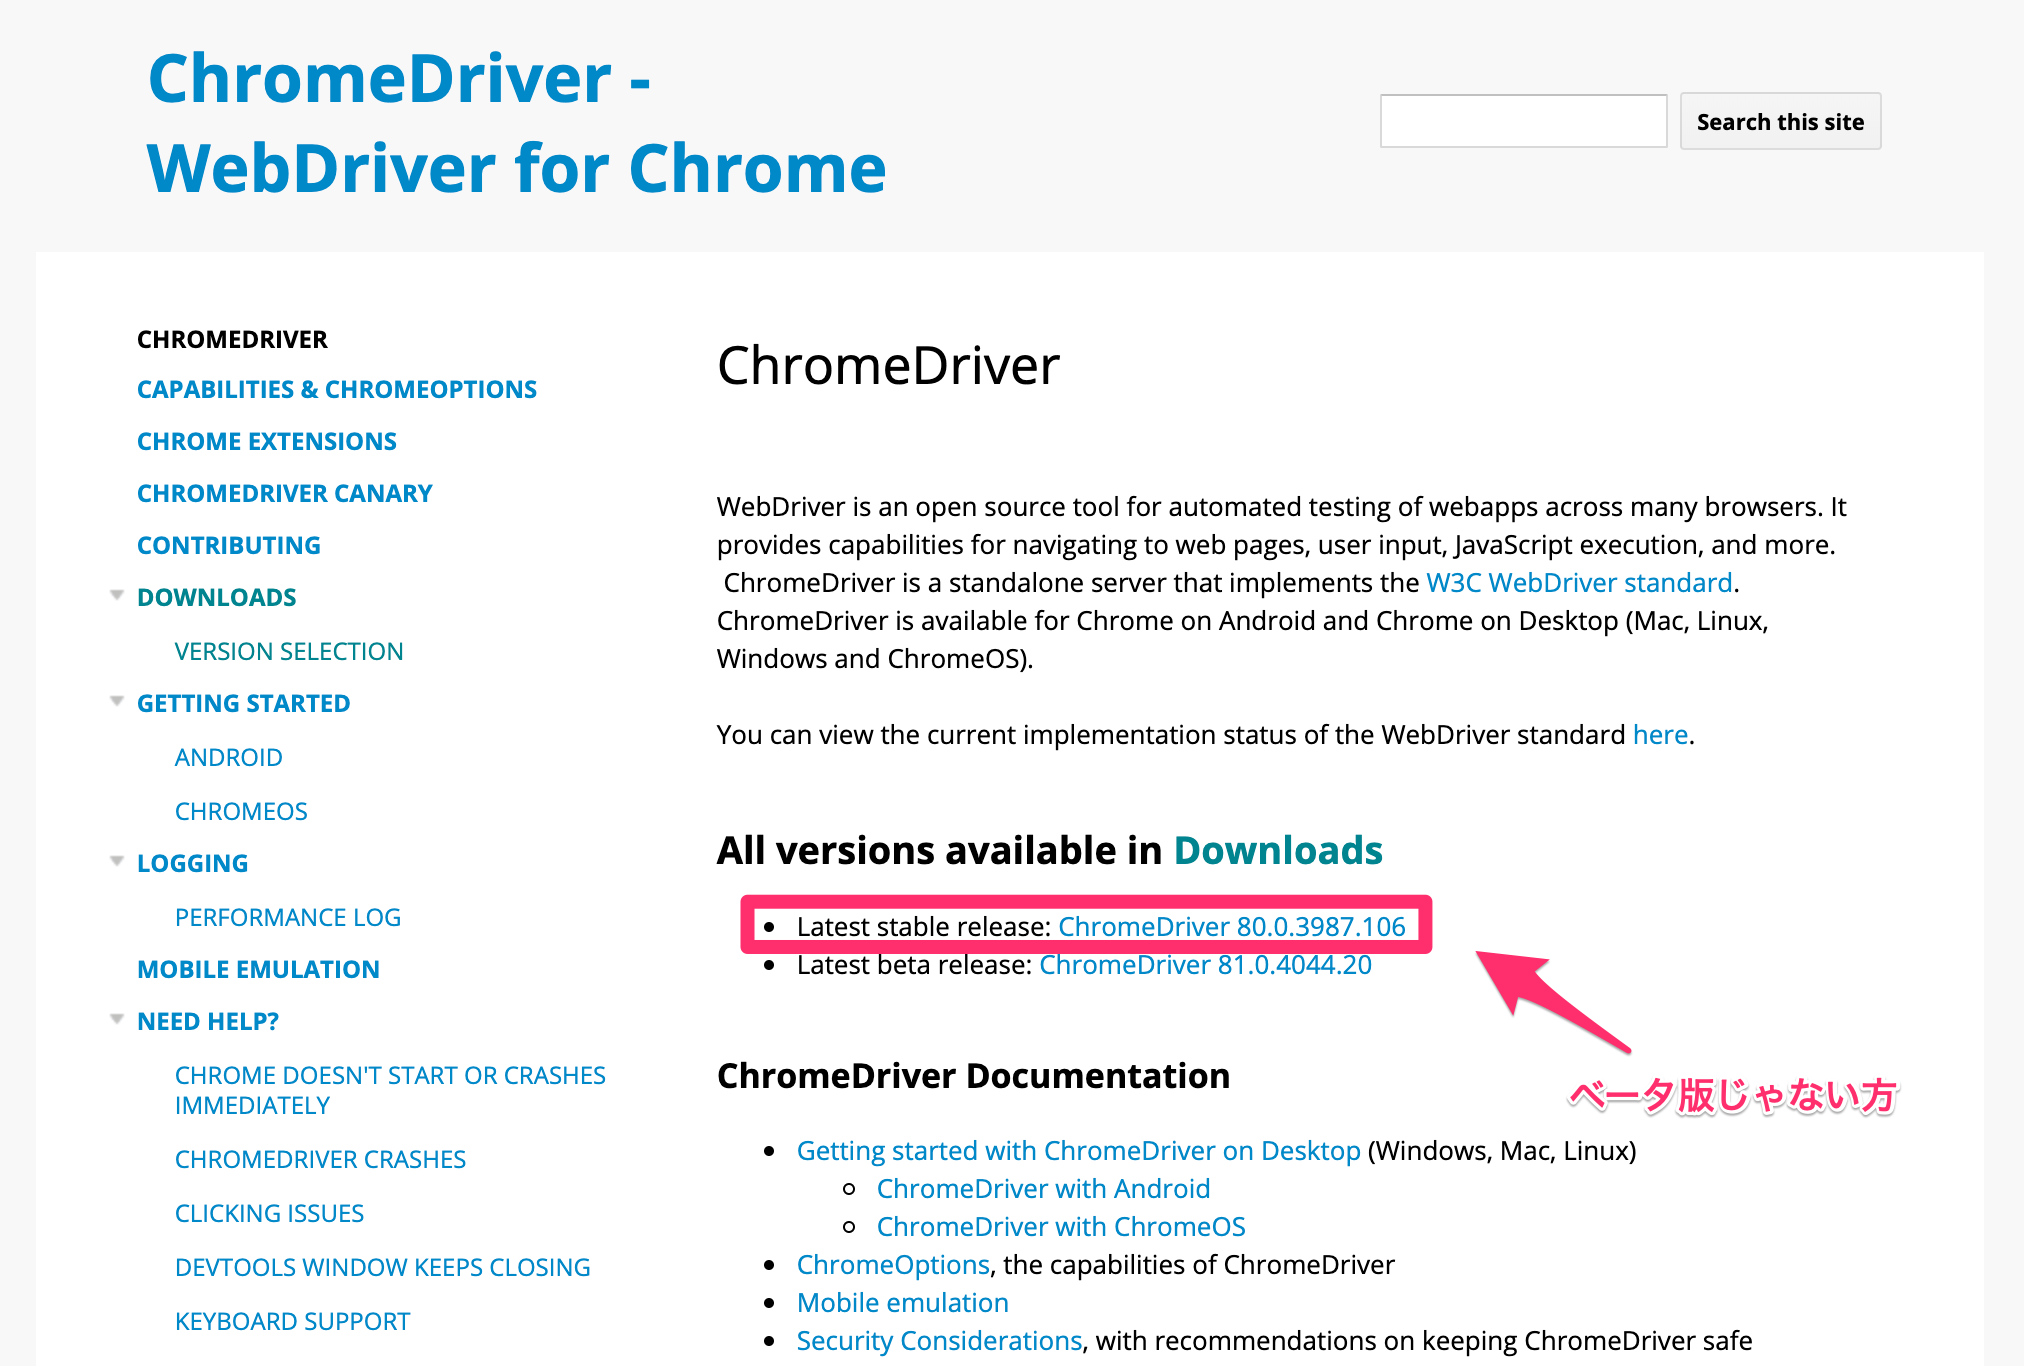 ChromeDriver -
WebDriver for Chrome
Search this site
CHROMEDRIVER
CAPABILITIES & CHROMEOPTIONS
CHROME EXTENSIONS
CHROMEDRIVER CANARY
CONTRIBUTING
DOWNLOADS
VERSION SELECTION
GETTING STARTED
ANDROID
CHROMEOS
LOGGING
PERFORMANCE LOG
MOBILE EMULATION
NEED HELP?
CHROME DOESN'T START OR CRASHES
IMMEDIATELY
CHROMEDRIVER CRASHES
CLICKING ISSUES
DEVTOOLS WINDOW KEEPS CLOSING
KEYBOARD SUPPORT
ChromeDriver
WebDriver is an open source tool for automated testing of webapps across many browsers. It
provides capabilities for navigating to web pages, user input, JavaScript execution, and more.
ChromeDriver is a standalone server that implements the W3C WebDriver standard.
ChromeDriver is available for Chrome on Android and Chrome on Desktop (Mac, Linux,
Windows and ChromeOS).
You can view the current implementation status of the WebDriver standard here.
All versions available in Downloads
• Latest stable release: ChromeDriver 80.0.3987.106
• Latest beta release: ChromeDriver 81.0.4044.20
ベータ版じゃない方
ChromeDriver Documentation
• Getting started with ChromeDriver on Desktop (Windows, Mac, Linux)
○ ChromeDriver with Android
○ ChromeDriver with ChromeOS
• ChromeOptions, the capabilities of ChromeDriver
• Mobile emulation
• Security Considerations, with recommendations on keeping ChromeDriver safe